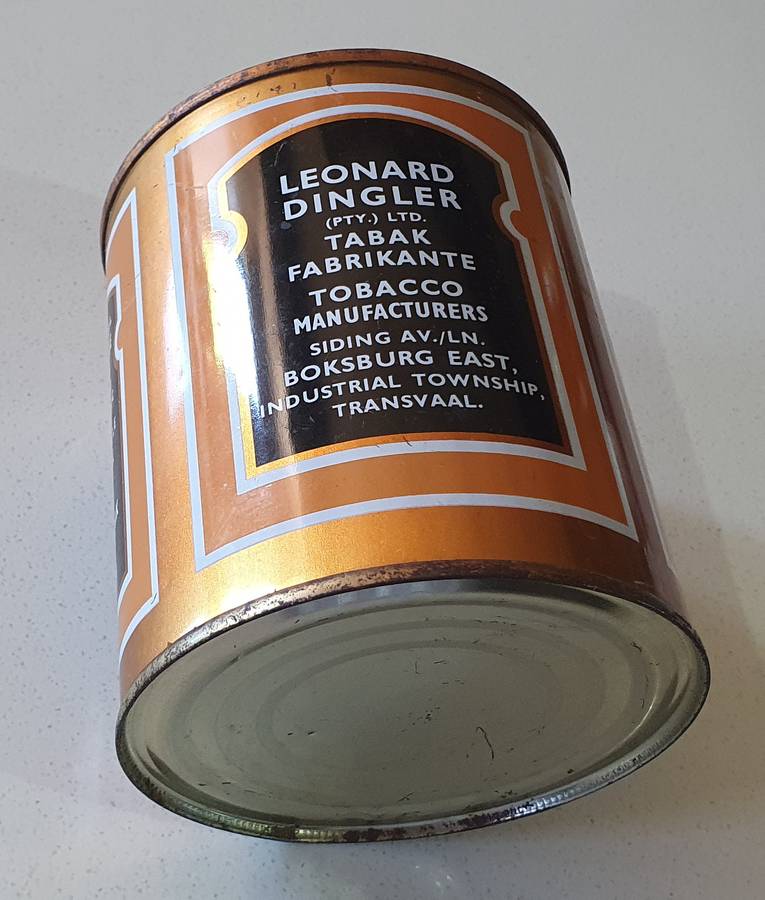 LEONARD
DINGLER
(PTY.) LTD.
TABAK
FABRIKANTE
TOBACCO
MANUFACTURERS
SIDING AV./LN.
BOKSBURG EAST,
INDUSTRIAL TOWNSHIP,
TRANSVAAL.